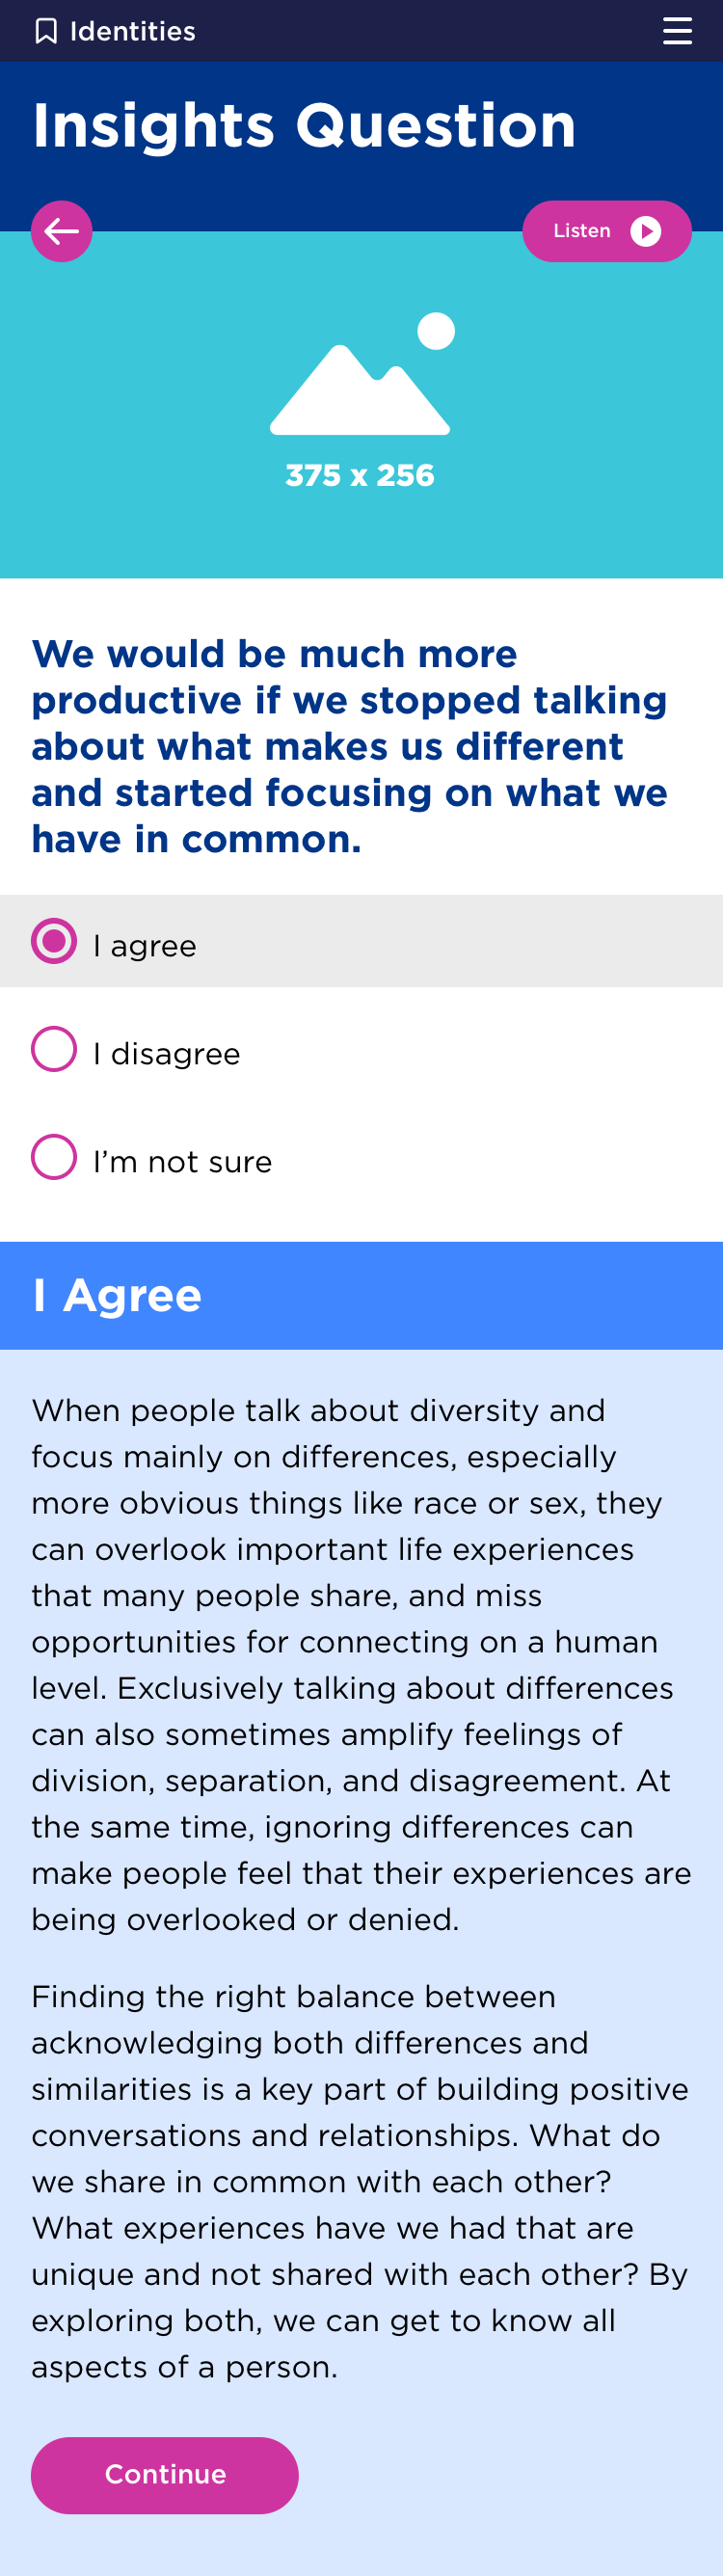 Identities
Insights Question
Listen
375 x 256
We would be much more
productive if we stopped talking
about what makes us different
and started focusing on what we
have in common.
I agree
I disagree
I’m not sure
I Agree
When people talk about diversity and
focus mainly on differences, especially
more obvious things like race or sex, they
can overlook important life experiences
that many people share, and miss
opportunities for connecting on a human
level. Exclusively talking about differences
can also sometimes amplify feelings of
division, separation, and disagreement. At
the same time, ignoring differences can
make people feel that their experiences are
being overlooked or denied.
Finding the right balance between
acknowledging both differences and
similarities is a key part of building positive
conversations and relationships. What do
we share in common with each other?
What experiences have we had that are
unique and not shared with each other? By
exploring both, we can get to know all
aspects of a person.
Continue